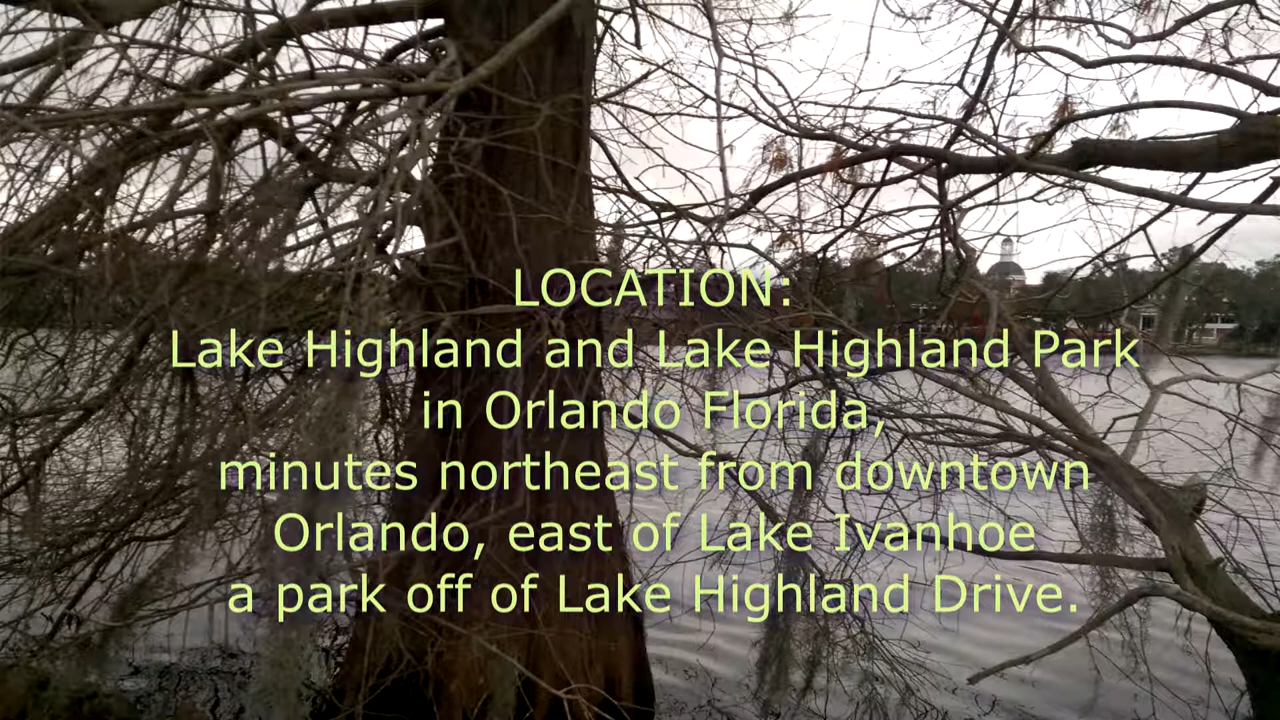 LOCATION:
Lake Highland and Lake Highland Park
in Orlando Florida,
minutes northeast from downtown
Orlando, east of Lake Ivanhoe
a park off of Lake Highland Drive.